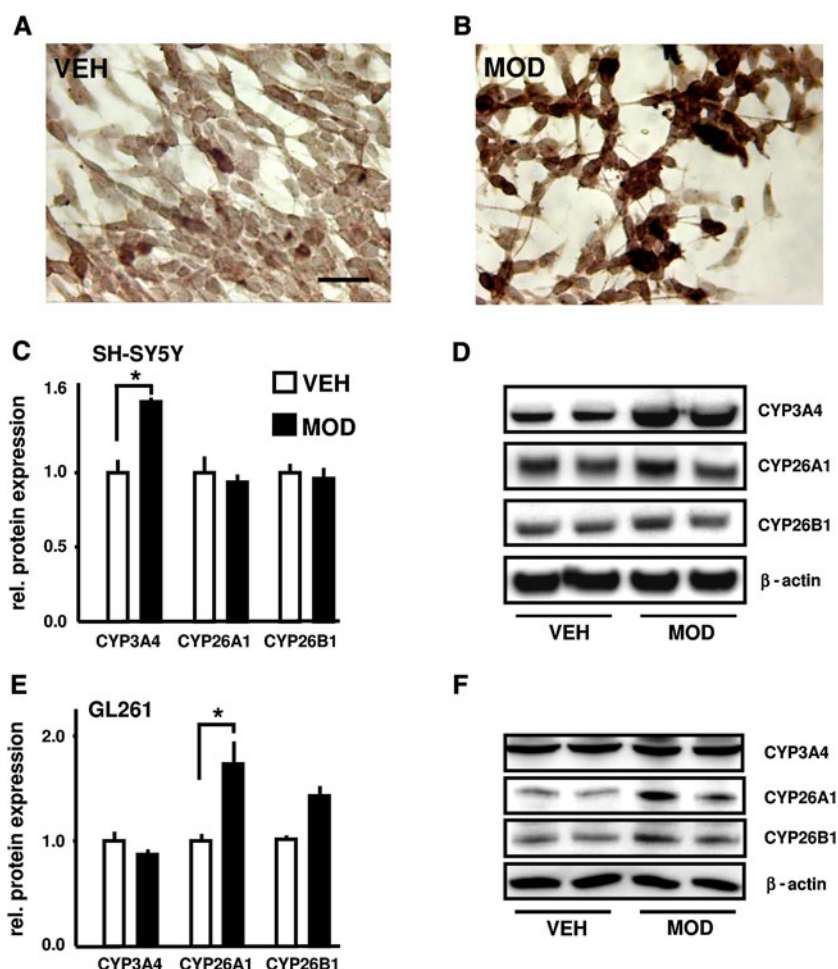 A
VEH
B
MOD
C
SH-SY5Y
*
VEH
MOD
rel. protein expression
1.6
1.0
0.5
0.0
CYP3A4 CYP26A1 CYP26B1
D
CYP3A4
CYP26A1
CYP26B1
β-actin
VEH MOD
E
GL261
*
rel. protein expression
2.0
1.0
0.0
CYP3A4 CYP26A1 CYP26B1
F
CYP3A4
CYP26A1
CYP26B1
β-actin
VEH MOD